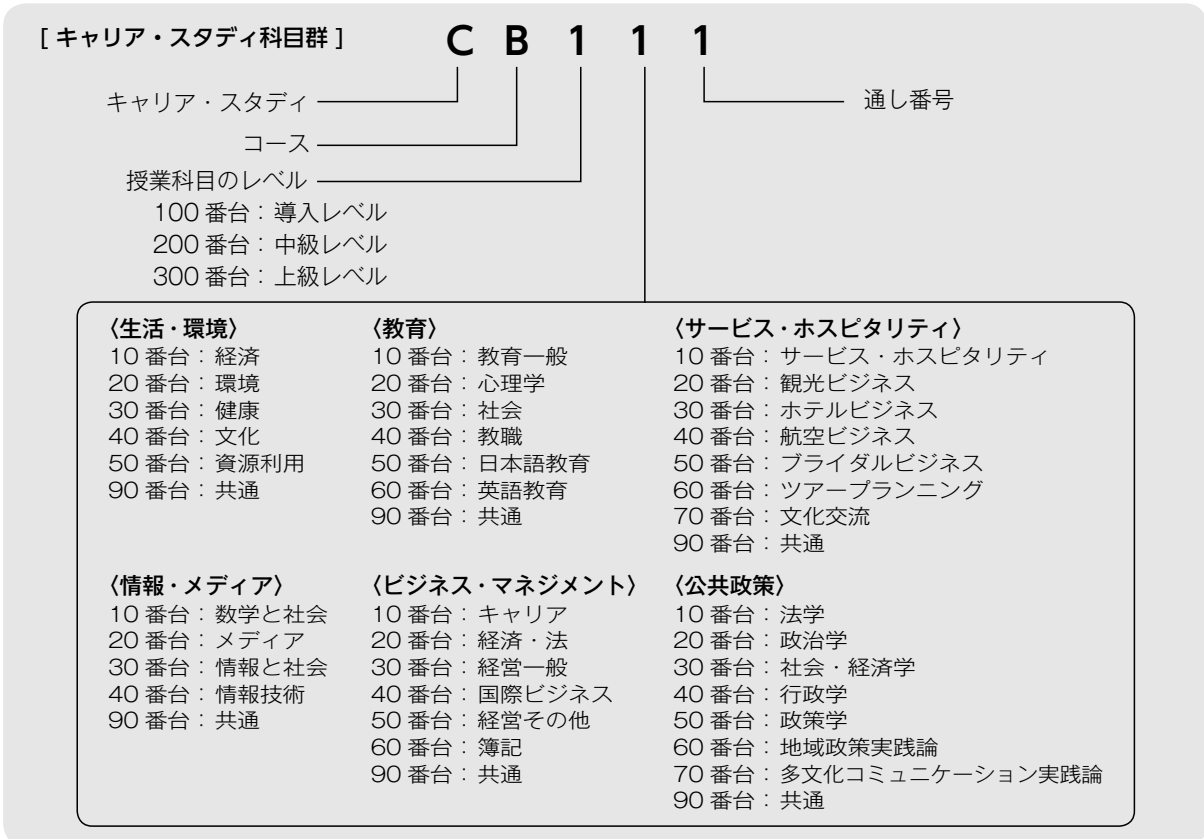 [ キャリア・スタディ科目群 ]
C B 1 1 1
キャリア・スタディ
通し番号
コース
授業科目のレベル
100 番台：導入レベル
200 番台：中級レベル
300 番台：上級レベル
〈生活・環境〉
10 番台：経済
20 番台：環境
30 番台：健康
40 番台：文化
50 番台：資源利用
90 番台：共通
〈教育〉
10 番台：教育一般
20 番台：心理学
30 番台：社会
40 番台：教職
50 番台：日本語教育
60 番台：英語教育
90 番台：共通
〈サービス・ホスピタリティ〉
10 番台：サービス・ホスピタリティ
20 番台：観光ビジネス
30 番台：ホテルビジネス
40 番台：航空ビジネス
50 番台：ブライダルビジネス
60 番台：ツアープランニング
70 番台：文化交流
90 番台：共通
〈情報・メディア〉
10 番台：数学と社会
20 番台：メディア
30 番台：情報と社会
40 番台：情報技術
90 番台：共通
〈ビジネス・マネジメント〉
10 番台：キャリア
20 番台：経済・法
30 番台：経営一般
40 番台：国際ビジネス
50 番台：経営その他
60 番台：簿記
90 番台：共通
〈公共政策〉
10 番台：法学
20 番台：政治学
30 番台：社会・経済学
40 番台：行政学
50 番台：政策学
60 番台：地域政策実践論
70 番台：多文化コミュニケーション実践論
90 番台：共通